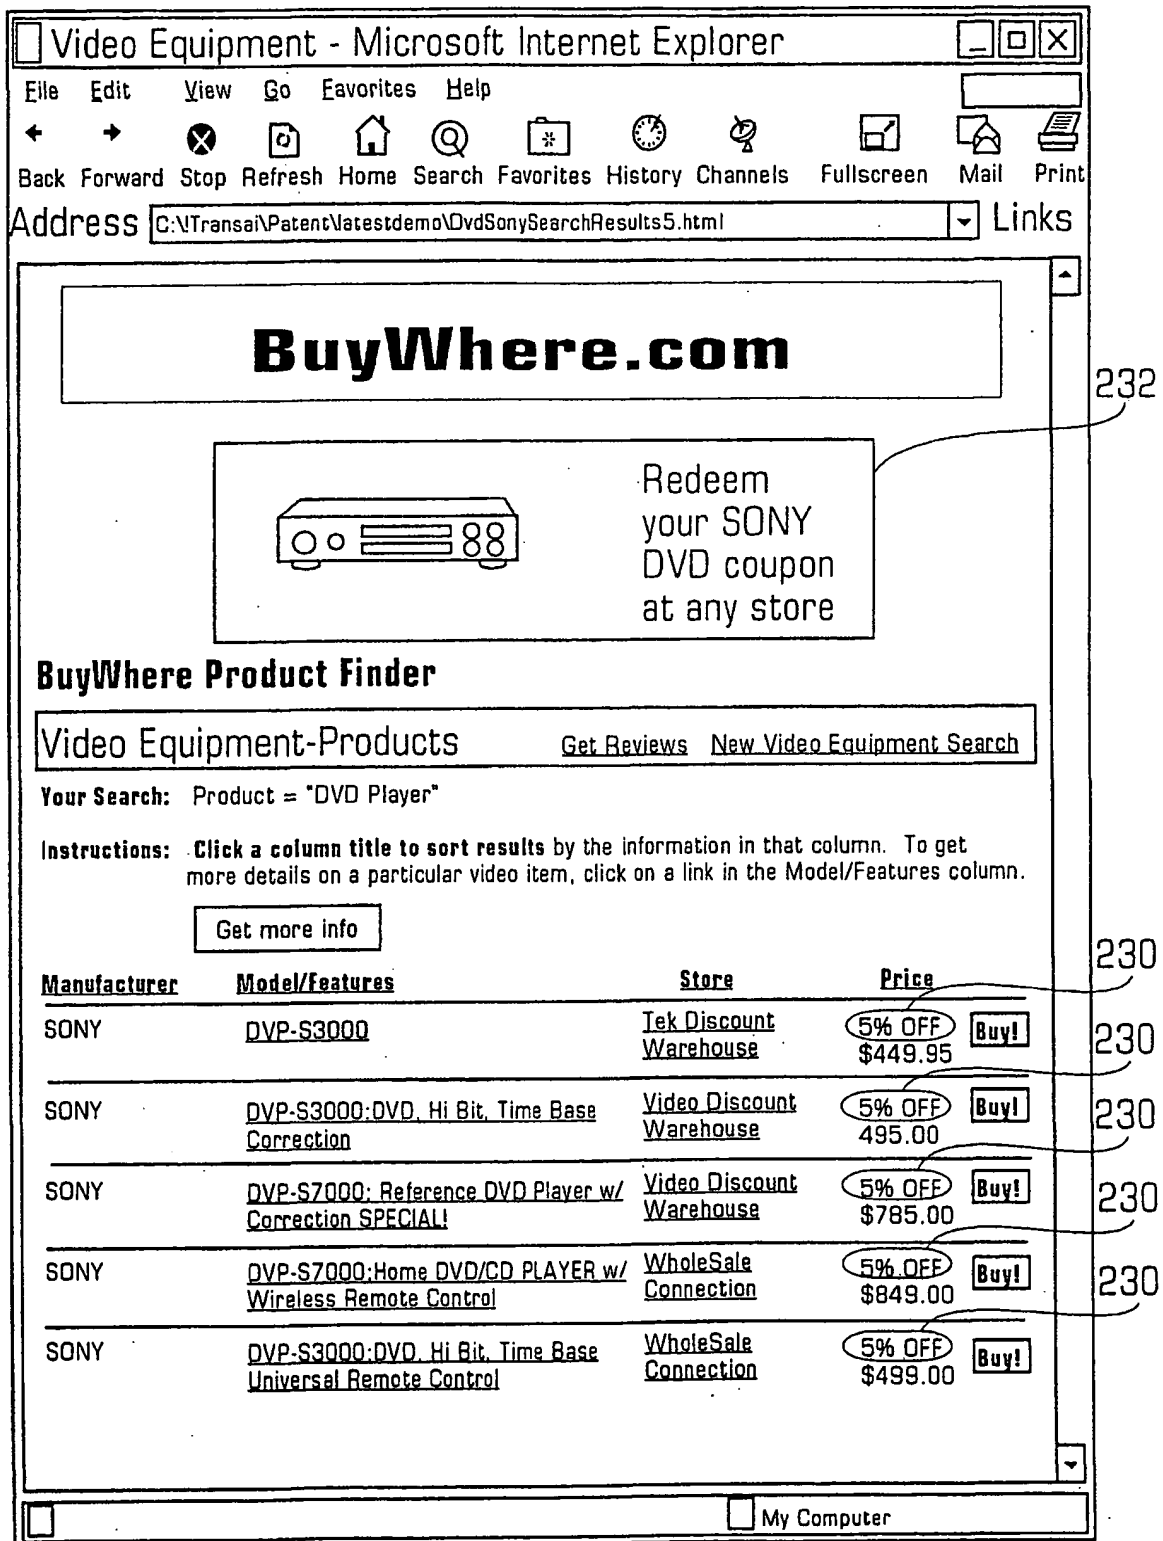 Video Equipment - Microsoft Internet Explorer
File Edit View Go Favorites Help
Back Forward Stop Refresh Home Search Favorites History Channels Fullscreen Mail Print
Address C:\!Transai\Patent\latestdemo\DvdSonySearchResults5.html Links
BuyWhere.com
232
Redeem
your SONY
DVD coupon
at any store
BuyWhere Product Finder
Video Equipment-Products Get Reviews New Video Equipment Search
Your Search: Product = "DVD Player"
Instructions: Click a column title to sort results by the information in that column. To get
more details on a particular video item, click on a link in the Model/Features column.
Get more info
230
Manufacturer Model/Features Store Price
SONY DVP-S3000 Tek Discount 5% OFF Buy! 230
Warehouse $449.95
SONY DVP-S3000:DVD, Hi Bit, Time Base Video Discount 5% OFF Buy! 230
Correction Warehouse 495.00
SONY DVP-S7000: Reference DVD Player w/ Video Discount 5% OFF Buy! 230
Correction SPECIAL! Warehouse $785.00
SONY DVP-S7000:Home DVD/CD PLAYER w/ WholeSale 5% OFF Buy! 230
Wireless Remote Control Connection $849.00
SONY DVP-S3000:DVD, Hi Bit, Time Base WholeSale 5% OFF Buy!
Universal Remote Control Connection $499.00
My Computer